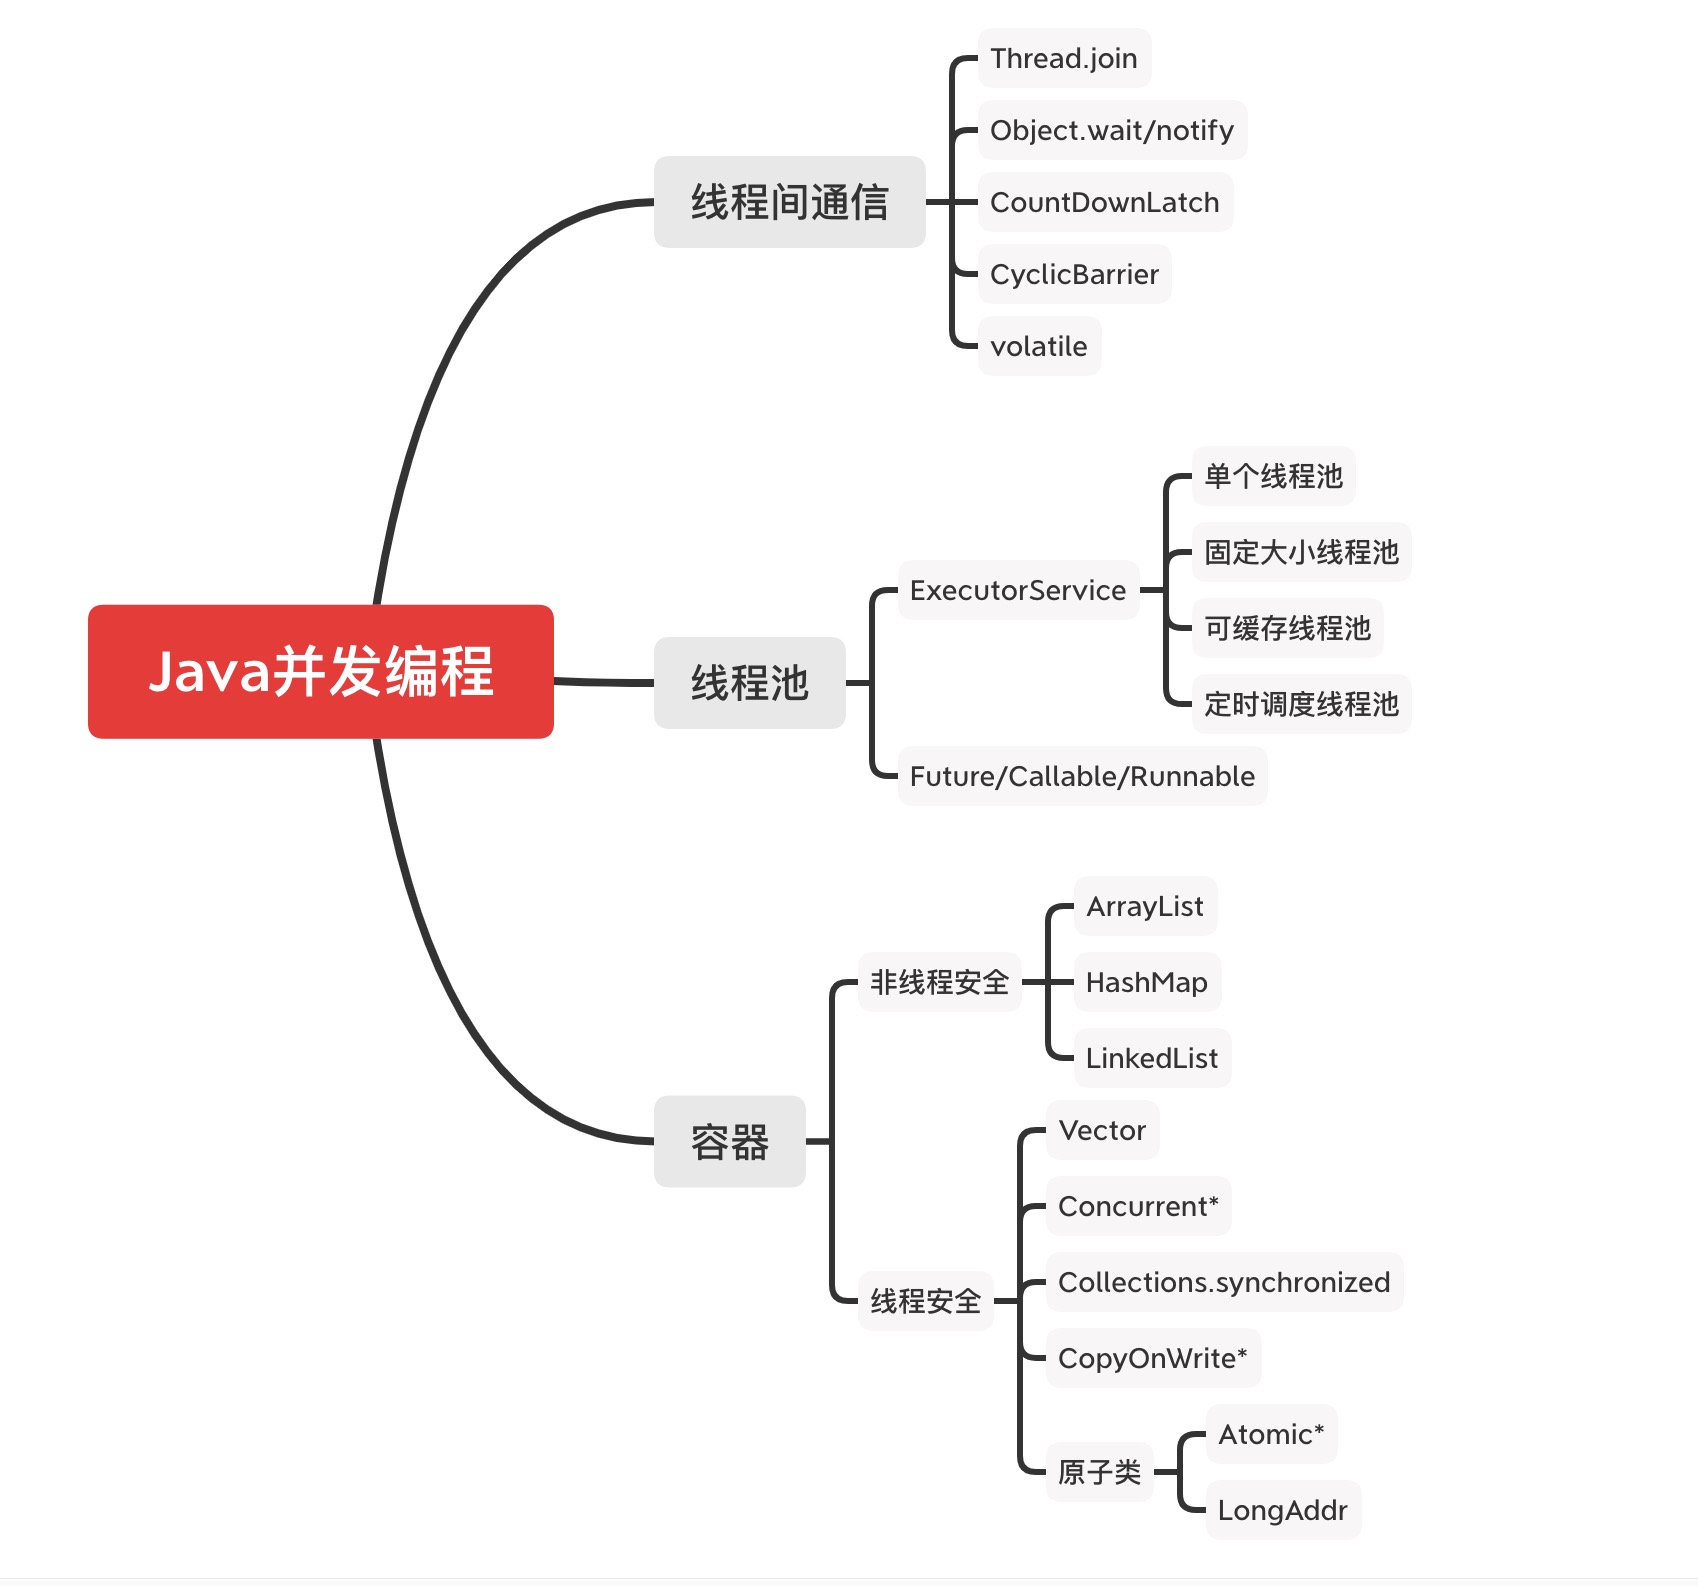 Java并发编程
线程间通信
Thread.join
Object.wait/notify
CountDownLatch
CyclicBarrier
volatile
线程池
ExecutorService
单个线程池
固定大小线程池
可缓存线程池
定时调度线程池
Future/Callable/Runnable
容器
非线程安全
ArrayList
HashMap
LinkedList
线程安全
Vector
Concurrent*
Collections.synchronized
CopyOnWrite*
原子类
Atomic*
LongAddr